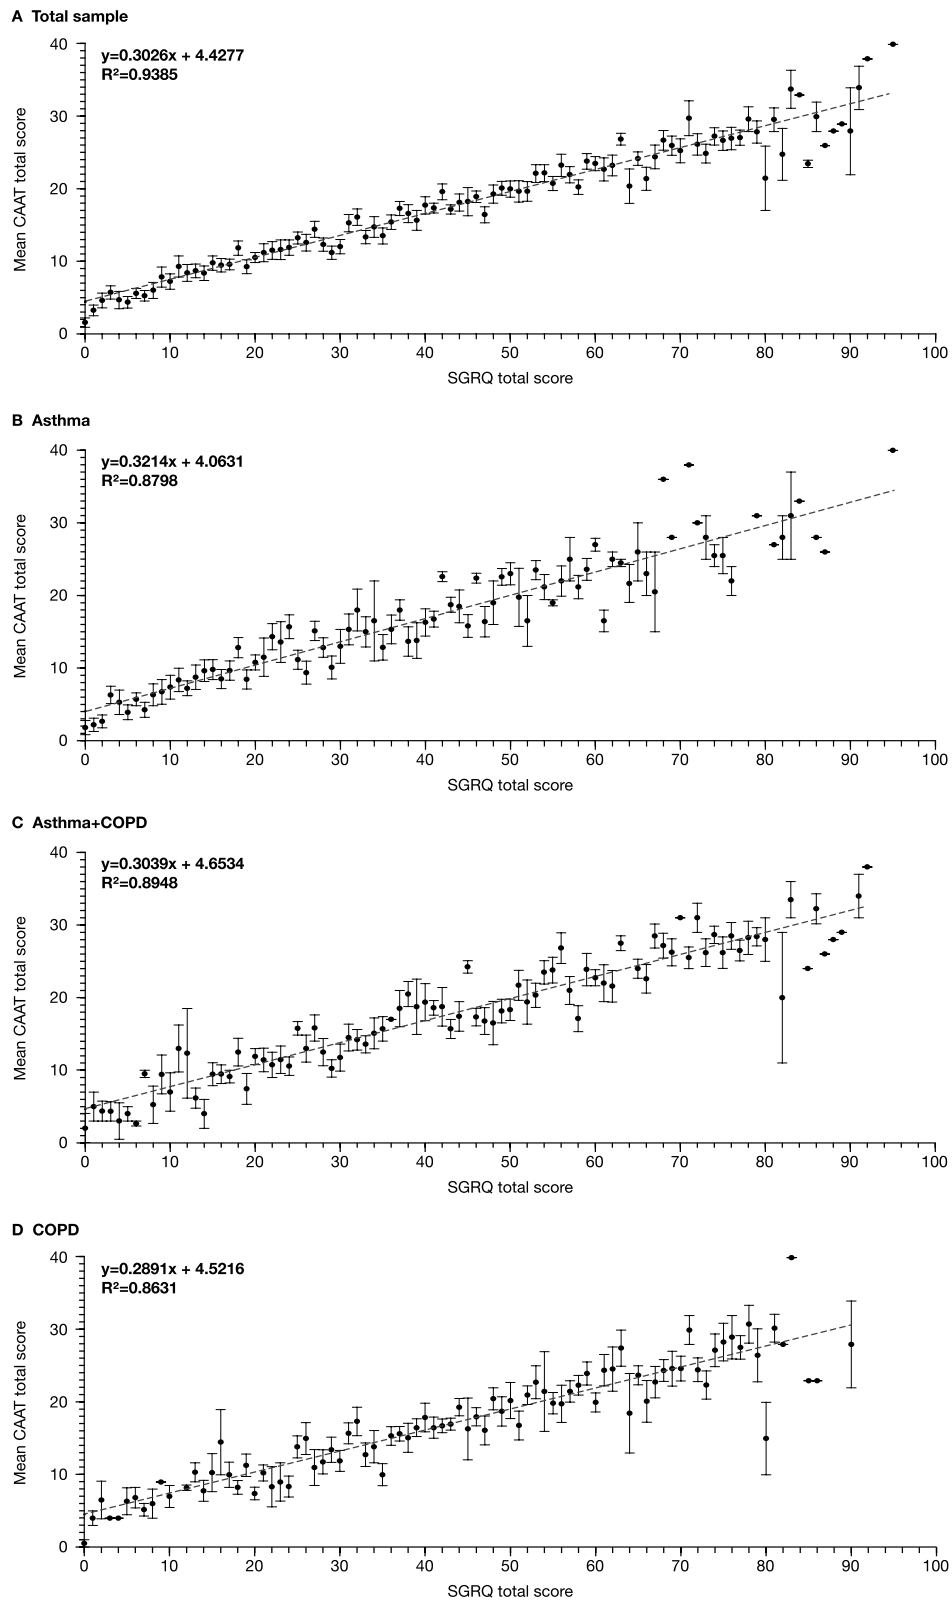 A Total sample
y=0.3026x + 4.4277
R²=0.9385
Mean CAAT total score
40
30
20
10
0
0 10 20 30 40 50 60 70 80 90 100
SGRQ total score
B Asthma
y=0.3214x + 4.0631
R²=0.8798
Mean CAAT total score
40
30
20
10
0
0 10 20 30 40 50 60 70 80 90 100
SGRQ total score
C Asthma+COPD
y=0.3039x + 4.6534
R²=0.8948
Mean CAAT total score
40
30
20
10
0
0 10 20 30 40 50 60 70 80 90 100
SGRQ total score
D COPD
y=0.2891x + 4.5216
R²=0.8631
Mean CAAT total score
40
30
20
10
0
0 10 20 30 40 50 60 70 80 90 100
SGRQ total score